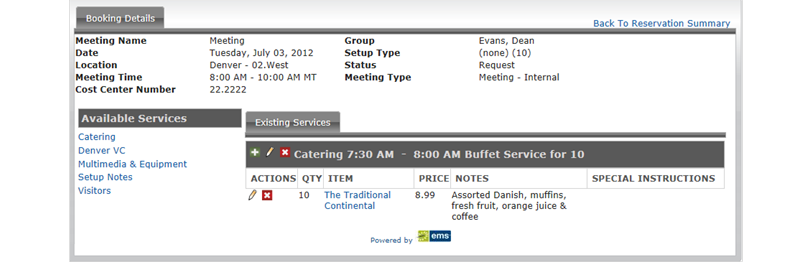 Booking Details
Back To Reservation Summary
Meeting Name Meeting Group Evans, Dean
Date Tuesday, July 03, 2012 Setup Type (none) (10)
Location Denver - 02.West Status Request
Meeting Time 8:00 AM - 10:00 AM MT Meeting Type Meeting - Internal
Cost Center Number 22.2222
Available Services
Catering
Denver VC
Multimedia & Equipment
Setup Notes
Visitors
Existing Services
Catering 7:30 AM - 8:00 AM Buffet Service for 10
ACTIONS QTY ITEM PRICE NOTES SPECIAL INSTRUCTIONS
10 The Traditional 8.99 Assorted Danish, muffins,
Continental fresh fruit, orange juice &
coffee
Powered by ems